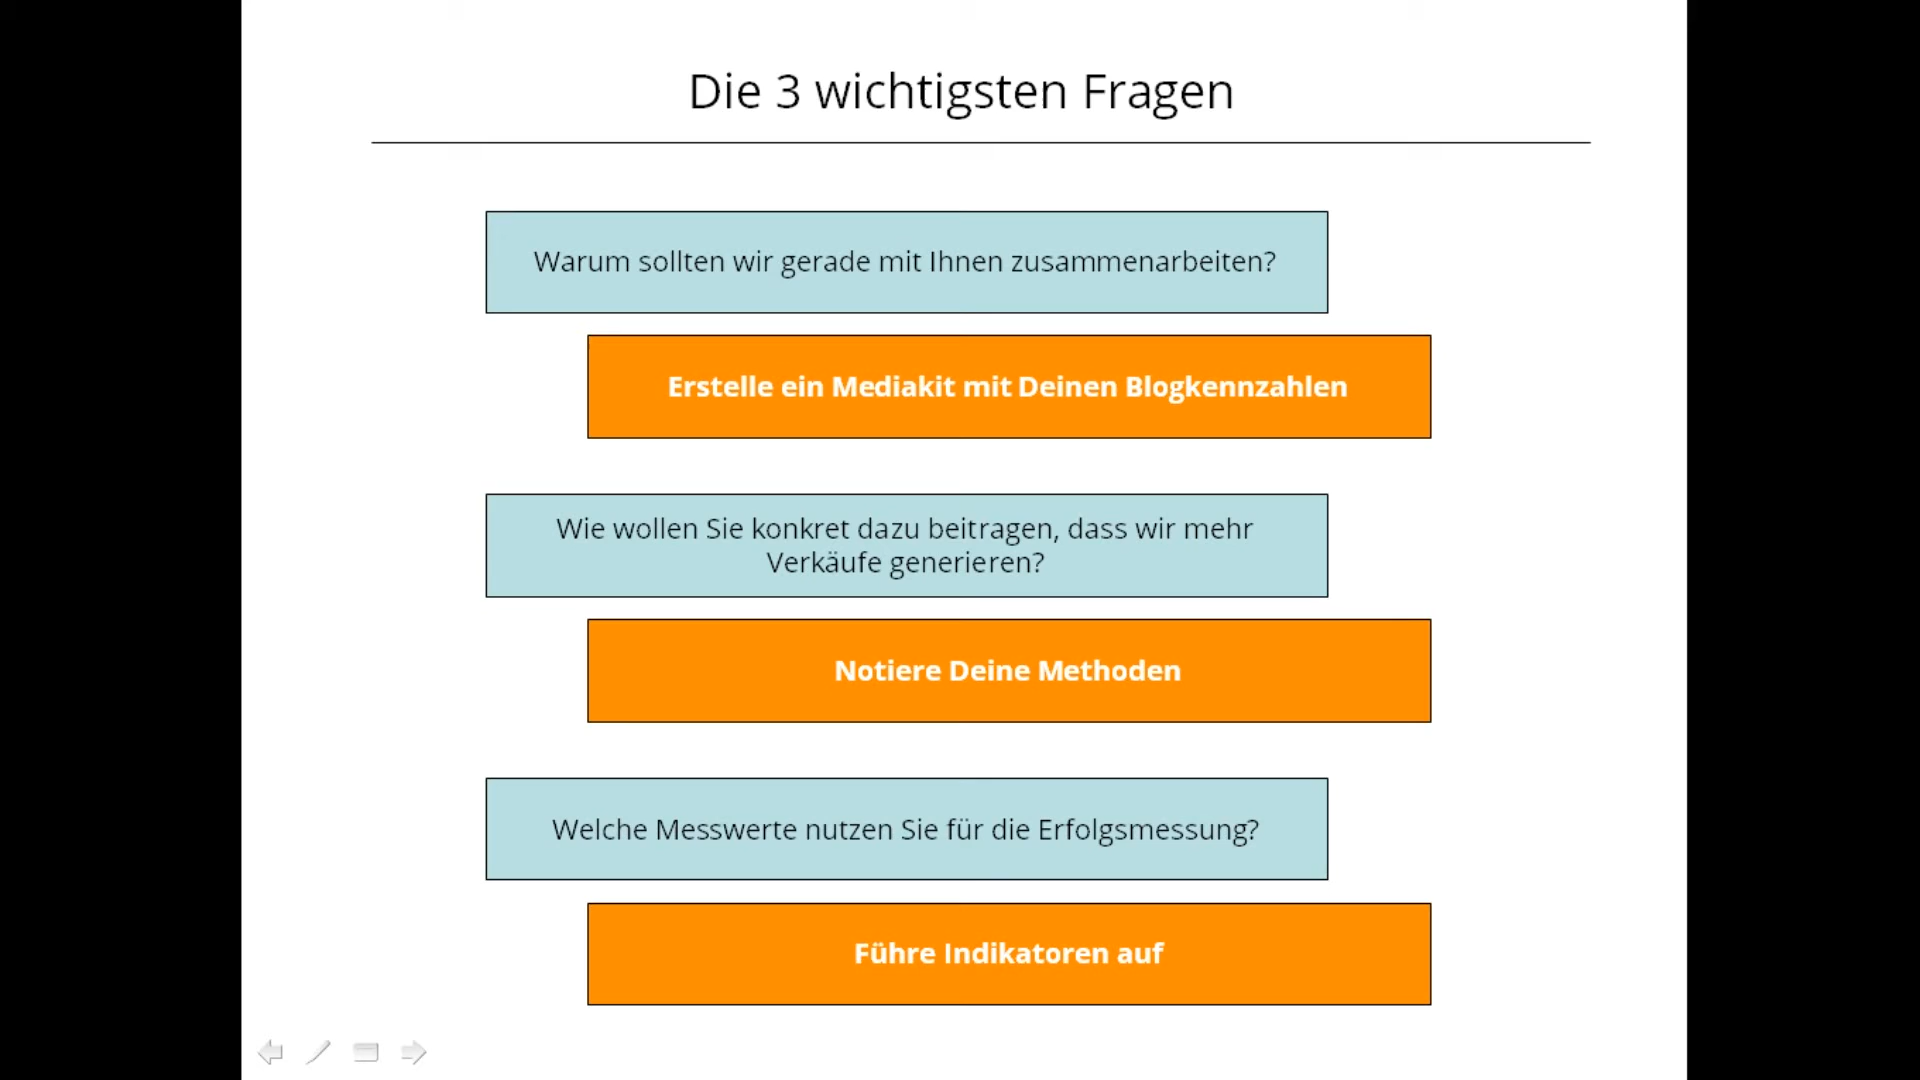 Die 3 wichtigsten Fragen
Warum sollten wir gerade mit Ihnen zusammenarbeiten?
Erstelle ein Mediakit mit Deinen Blogkennzahlen
Wie wollen Sie konkret dazu beitragen, dass wir mehr
Verkäufe generieren?
Notiere Deine Methoden
Welche Messwerte nutzen Sie für die Erfolgsmessung?
Führe Indikatoren auf